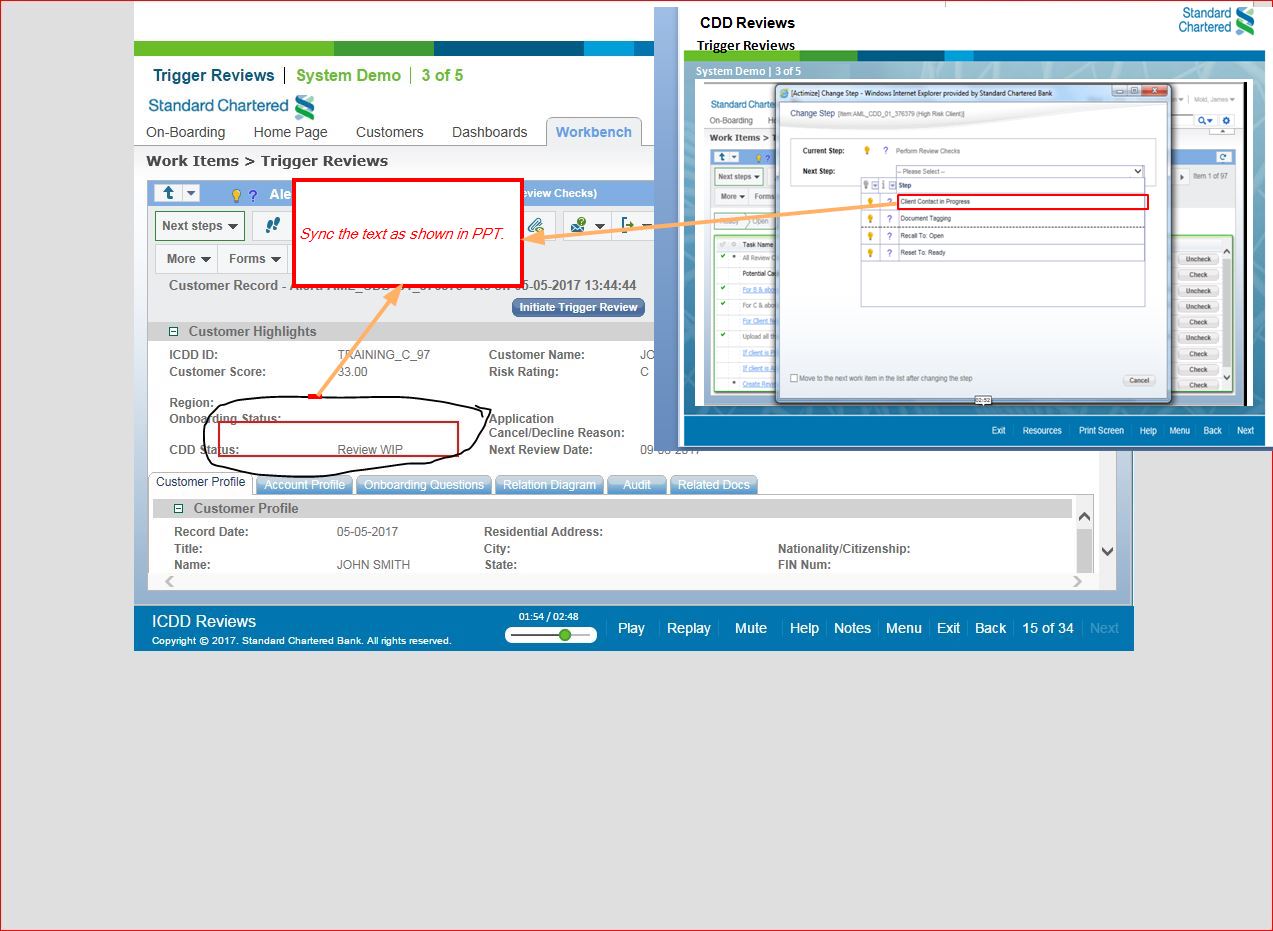 Trigger Reviews | System Demo | 3 of 5
Standard Chartered
On-Boarding Home Page Customers Dashboards Workbench
Work Items > Trigger Reviews
Ale
eview Checks)
Next steps
More Forms
Sync the text as shown in PPT.
Customer Record -
05-05-2017 13:44:44
Initiate Trigger Review
Customer Highlights
ICDD ID: TRAINING_C_97 Customer Name: JO
Customer Score: 33.00 Risk Rating: C
Region:
Onboarding Status: Application
Cancel/Decline Reason:
CDD Status: Review WIP Next Review Date:
Customer Profile Account Profile Onboarding Questions Relation Diagram Audit Related Docs
Customer Profile
Record Date: 05-05-2017 Residential Address:
Title: City: Nationality/Citizenship:
Name: JOHN SMITH State: FIN Num:
ICDD Reviews
Copyright © 2017. Standard Chartered Bank. All rights reserved.
01:54 / 02:48
Play Replay Mute Help Notes Menu Exit Back 15 of 34 Next
CDD Reviews
Standard
Chartered
Trigger Reviews
System Demo | 3 of 5
Standard Charte
On-Boarding
Work Items > T
Next steps
More Forms
Ready Open
Mold, James
Item 1 of 97
[Actimize] Change Step - Windows Internet Explorer provided by Standard Chartered Bank
Change Step [Item:AML_CDD_01_376379 (High Risk Client)]
Current Step: ? Perform Review Checks
Next Step: -- Please Select --
Step
? Client Contact in Progress
? Document Tagging
? Recall To: Open
? Reset To: Ready
Move to the next work item in the list after changing the step
Cancel
Task Name
All Review C
Potential Ca
For B & abo
For C & abo
For Client N
Upload all th
If client is P
If client is A
Create Revie
Uncheck
Check
Uncheck
Uncheck
Check
Uncheck
Check
Check
Check
02:52
Exit Resources Print Screen Help Menu Back Next